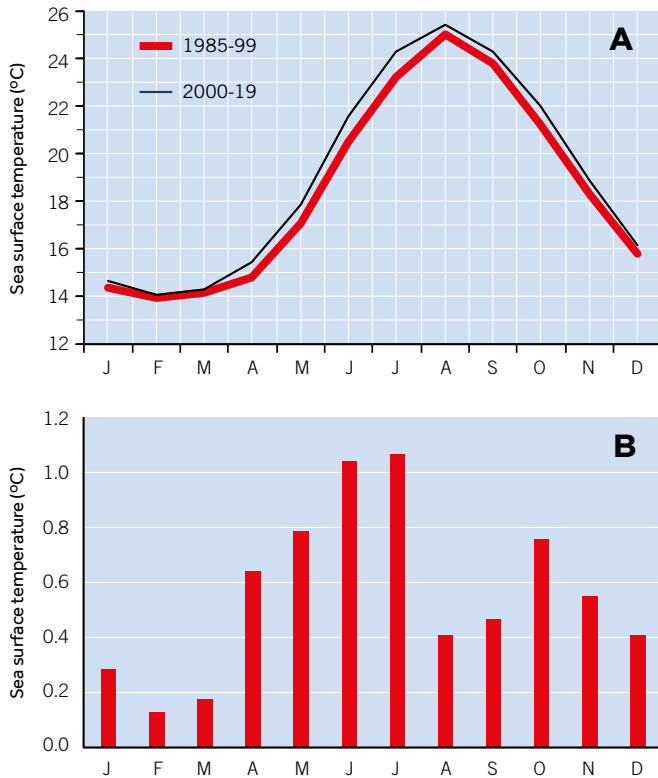 A
1985-99
2000-19
Sea surface temperature (ºC)
26
24
22
20
18
16
14
12
J F M A M J J A S O N D
B
Sea surface temperature (ºC)
1.2
1.0
0.8
0.6
0.4
0.2
0.0
J F M A M J J A S O N D